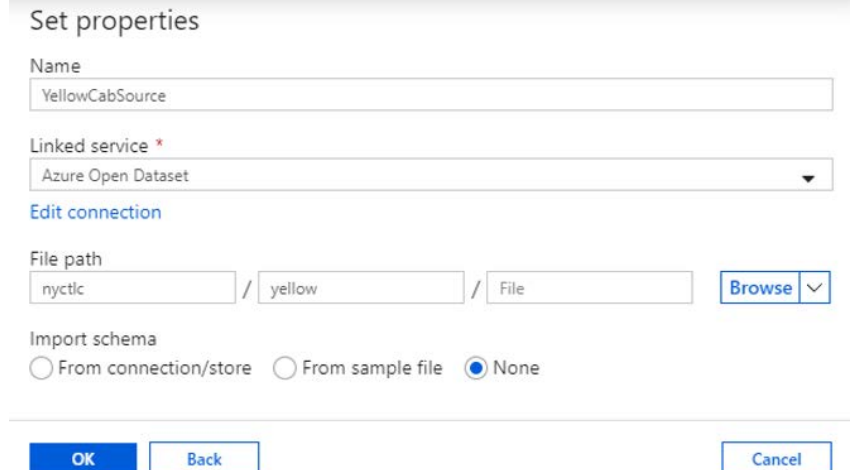 Set properties
Name
YellowCabSource
Linked service *
Azure Open Dataset
Edit connection
File path
nyctlc / yellow / File Browse
Import schema
From connection/store From sample file None
OK Back Cancel